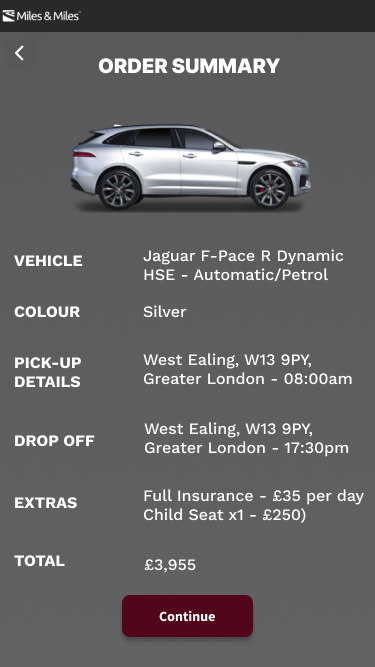 Miles & Miles
ORDER SUMMARY
VEHICLE
Jaguar F-Pace R Dynamic
HSE - Automatic/Petrol
COLOUR
Silver
PICK-UP
DETAILS
West Ealing, W13 9PY,
Greater London - 08:00am
DROP OFF
West Ealing, W13 9PY,
Greater London - 17:30pm
EXTRAS
Full Insurance - £35 per day
Child Seat x1 - £250)
TOTAL
£3,955
Continue